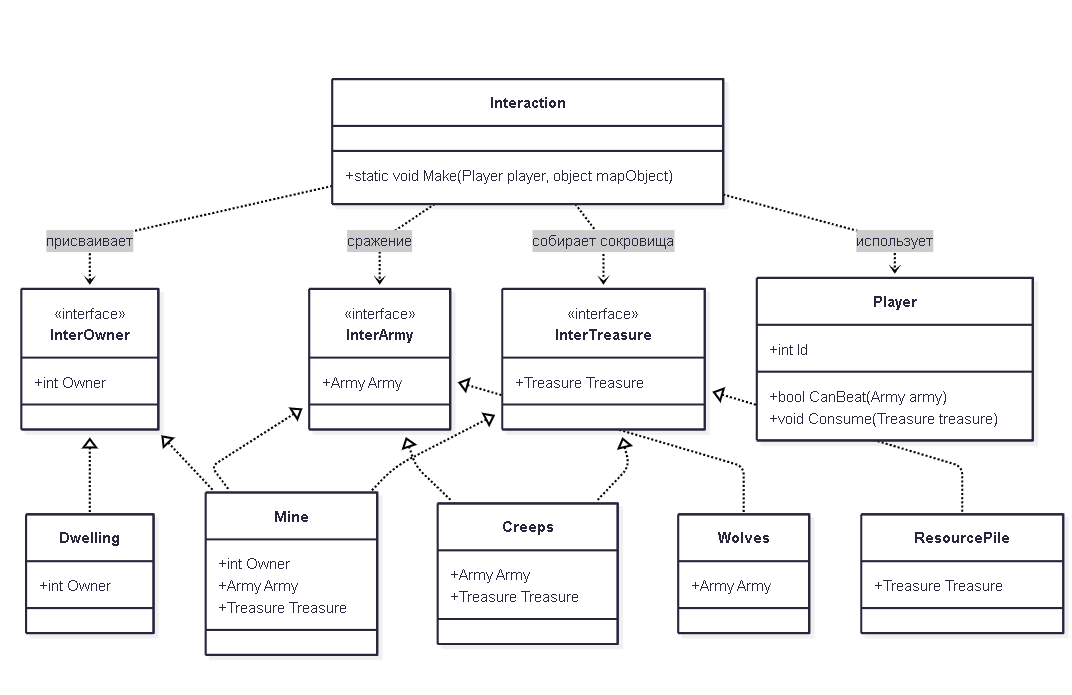 Interaction
+static void Make(Player player, object mapObject)
присваивает
сражение
собирает сокровища
использует
«interface»
InterOwner
+int Owner
«interface»
InterArmy
+Army Army
«interface»
InterTreasure
+Treasure Treasure
Player
+int Id
+bool CanBeat(Army army)
+void Consume(Treasure treasure)
Dwelling
+int Owner
Mine
+int Owner
+Army Army
+Treasure Treasure
Creeps
+Army Army
+Treasure Treasure
Wolves
+Army Army
ResourcePile
+Treasure Treasure